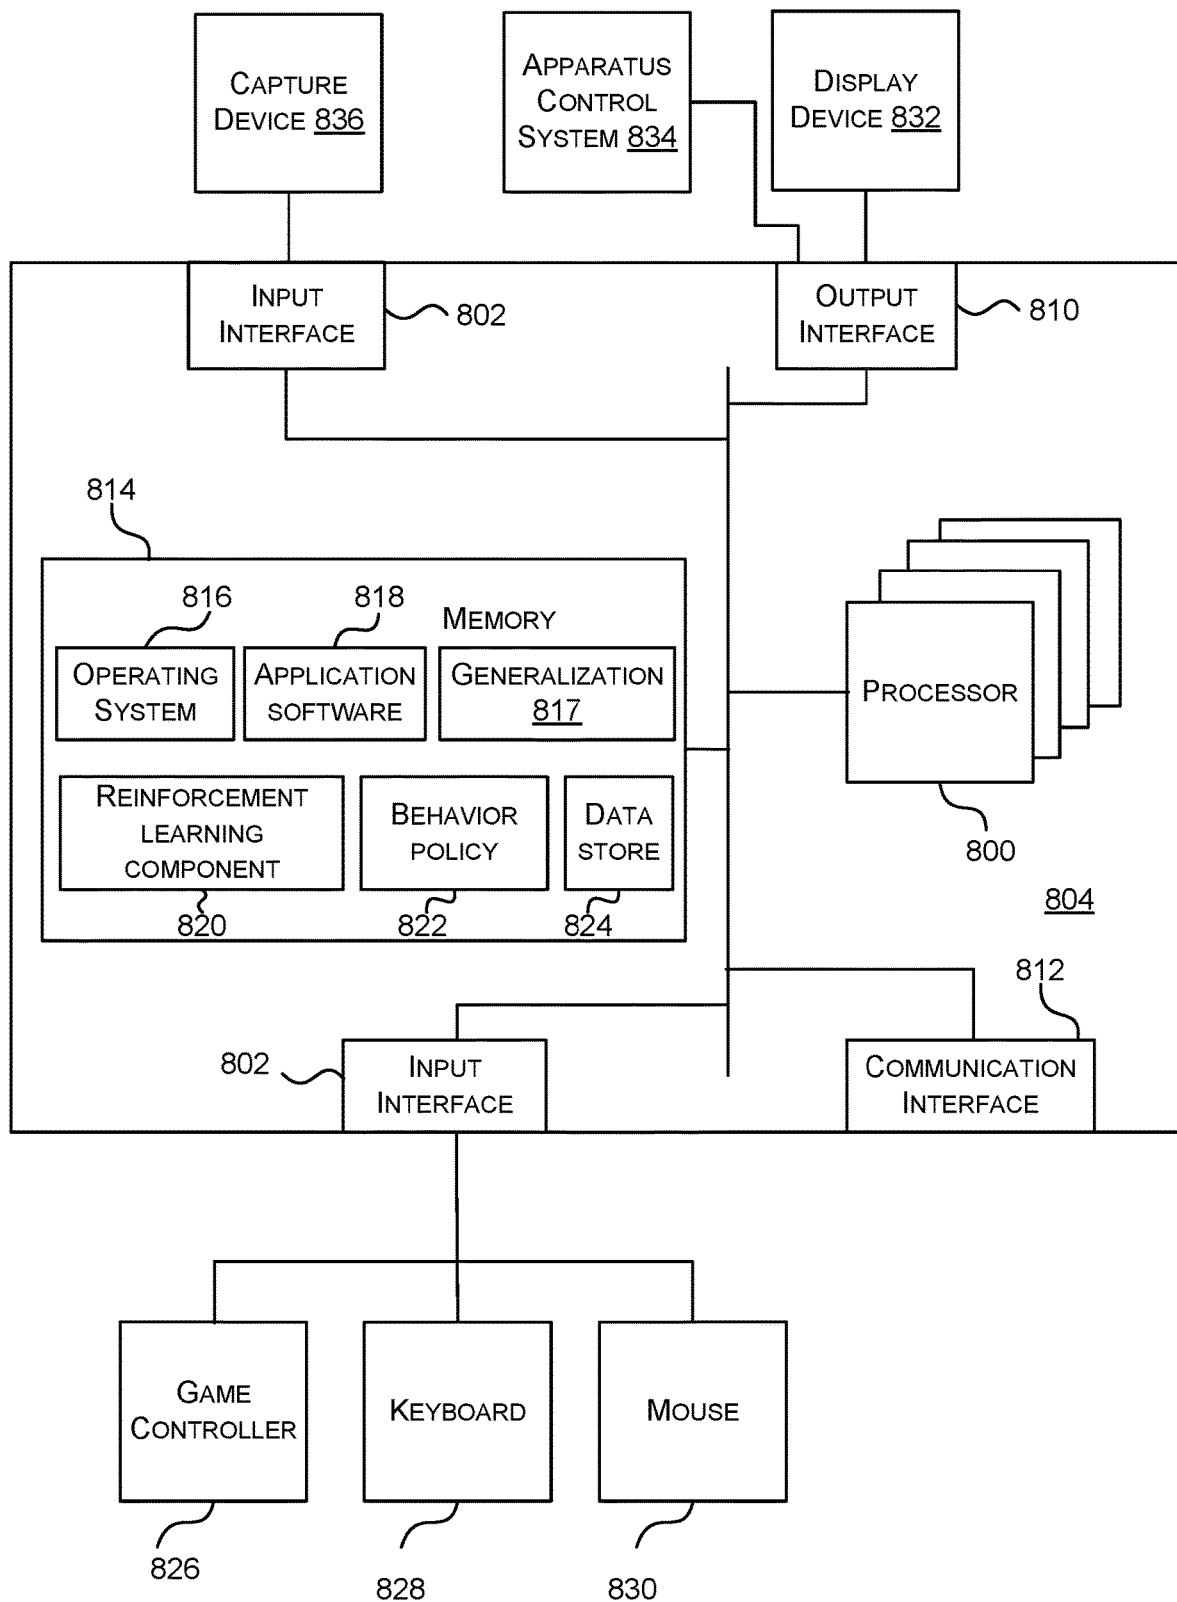 CAPTURE
DEVICE 836
APPARATUS
CONTROL
SYSTEM 834
DISPLAY
DEVICE 832
INPUT
INTERFACE
802
OUTPUT
INTERFACE
810
814
816
818
MEMORY
OPERATING
SYSTEM
APPLICATION
SOFTWARE
GENERALIZATION
817
REINFORCEMENT
LEARNING
COMPONENT
BEHAVIOR
POLICY
DATA
STORE
820
822
824
PROCESSOR
800
804
812
802
INPUT
INTERFACE
COMMUNICATION
INTERFACE
GAME
CONTROLLER
KEYBOARD
MOUSE
826
828
830